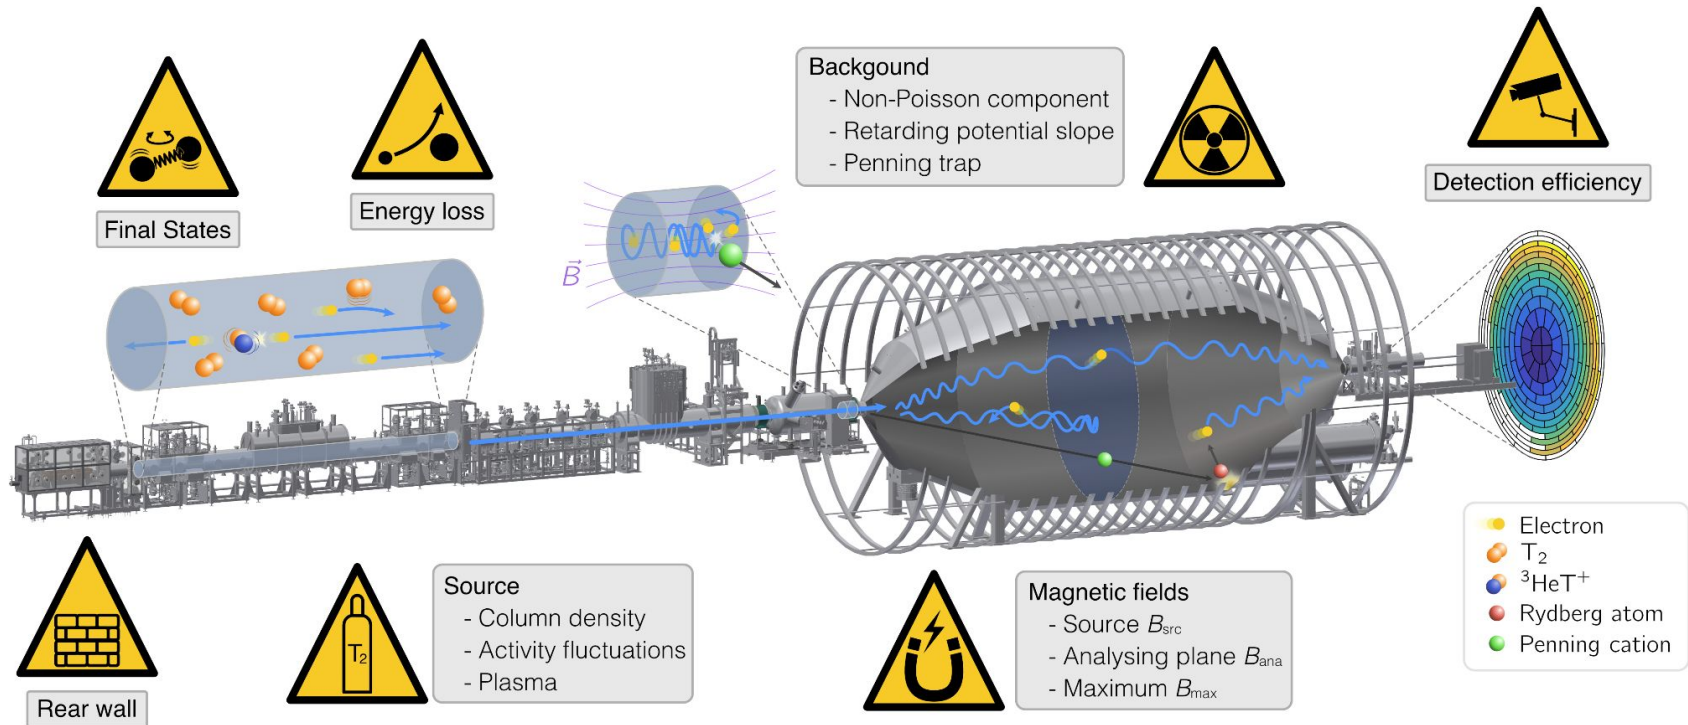 Backgound
- Non-Poisson component
- Retarding potential slope
- Penning trap
Detection efficiency
Final States
Energy loss
B⃗
Electron
T₂
³HeT⁺
Rydberg atom
Penning cation
Rear wall
T₂
Source
- Column density
- Activity fluctuations
- Plasma
Magnetic fields
- Source Bsrc
- Analysing plane Bana
- Maximum Bmax